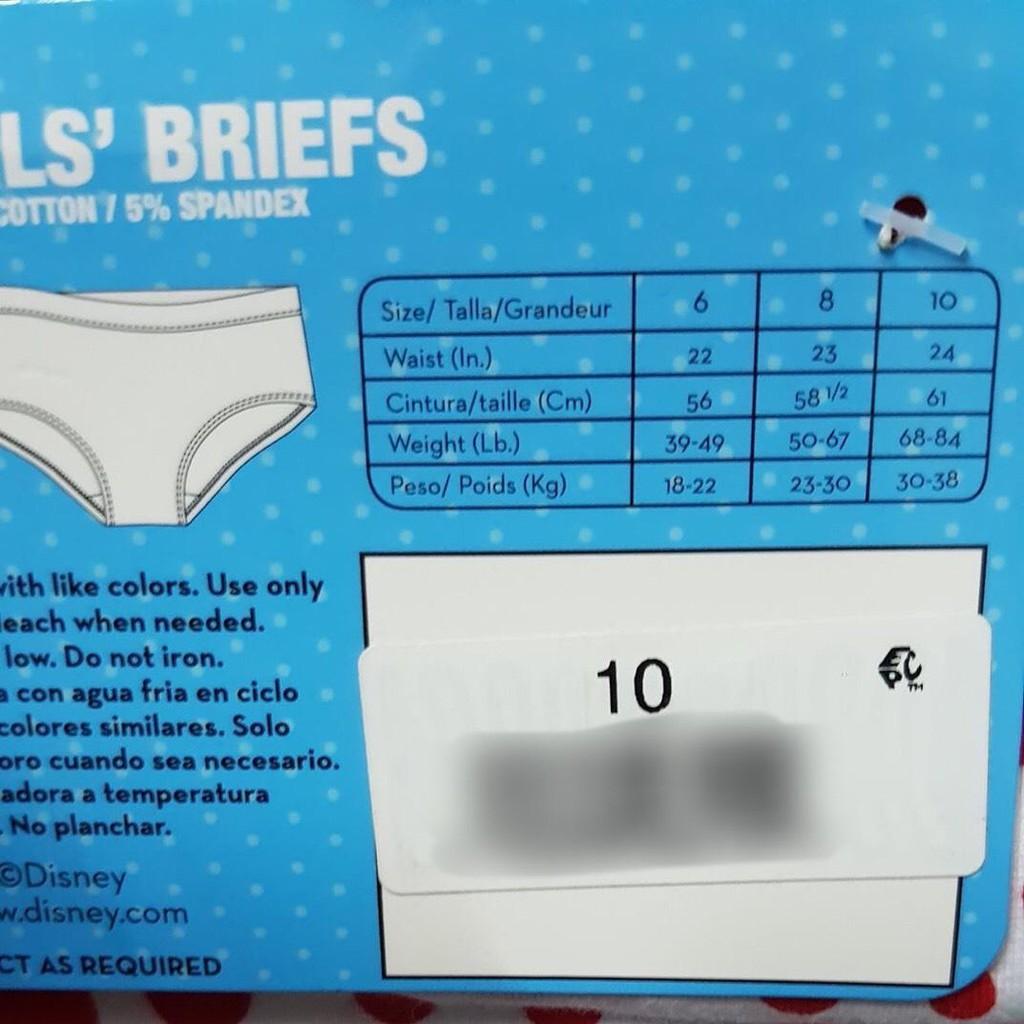 LS' BRIEFS
COTTON / 5% SPANDEX
Size/ Talla/Grandeur 6 8 10
Waist (In.) 22 23 24
Cintura/taille (Cm) 56 58 1/2 61
Weight (Lb.) 39-49 50-67 68-84
Peso/ Poids (Kg) 18-22 23-30 30-38
with like colors. Use only
leach when needed.
low. Do not iron.
a con agua fria en ciclo
colores similares. Solo
oro cuando sea necesario.
adora a temperatura
. No planchar.
©Disney
w.disney.com
CT AS REQUIRED
10
EPC™